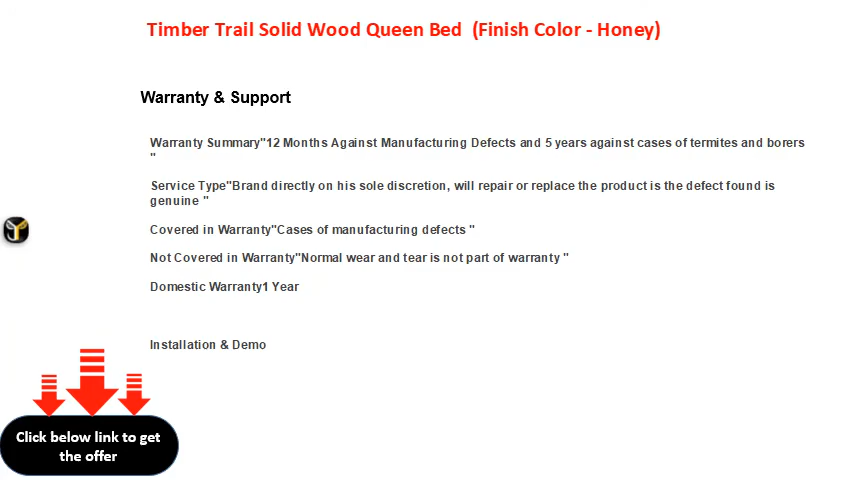 Timber Trail Solid Wood Queen Bed  (Finish Color - Honey)
Warranty & Support
Warranty Summary"12 Months Against Manufacturing Defects and 5 years against cases of termites and borers
"
Service Type"Brand directly on his sole discretion, will repair or replace the product is the defect found is
genuine "
Covered in Warranty"Cases of manufacturing defects "
Not Covered in Warranty"Normal wear and tear is not part of warranty "
Domestic Warranty1 Year
Installation & Demo
Click below link to get
the offer